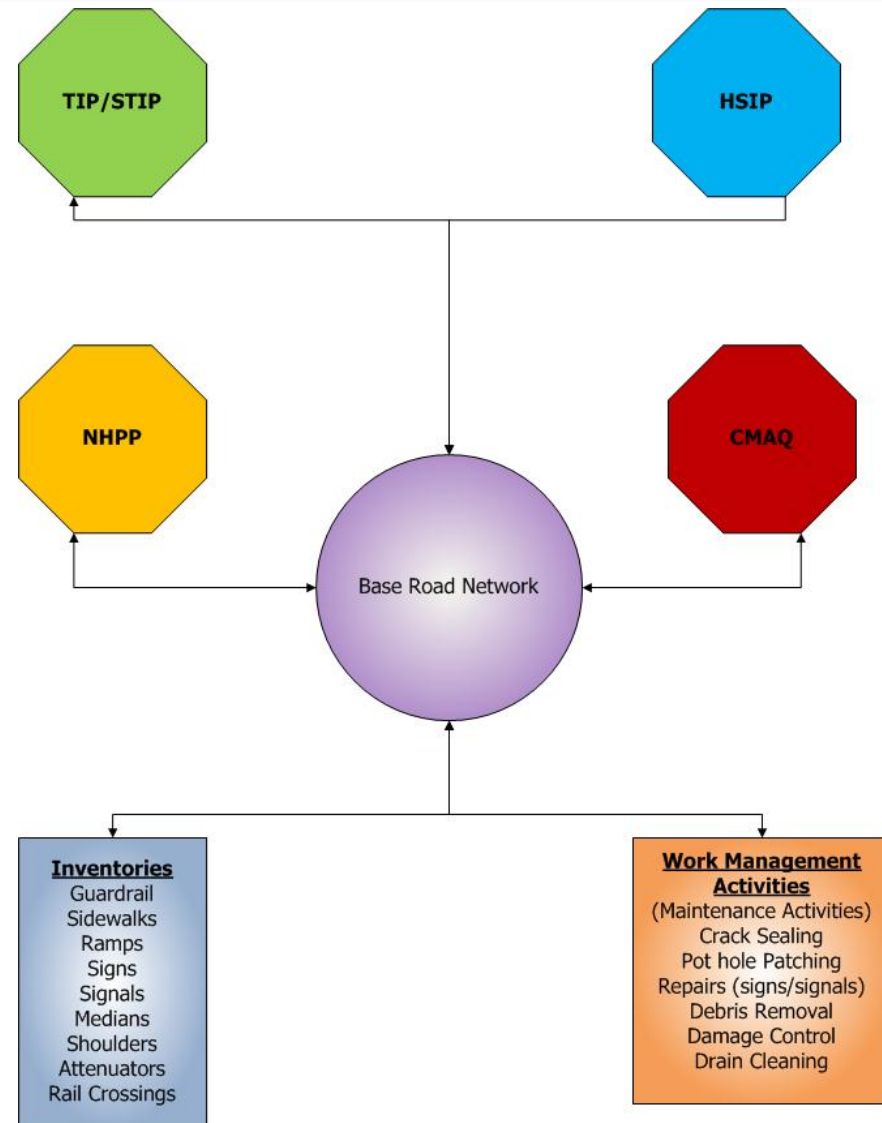 TIP/STIP
HSIP
NHPP
CMAQ
Base Road Network
Inventories
Guardrail
Sidewalks
Ramps
Signs
Signals
Medians
Shoulders
Attenuators
Rail Crossings
Work Management
Activities
(Maintenance Activities)
Crack Sealing
Pot hole Patching
Repairs (signs/signals)
Debris Removal
Damage Control
Drain Cleaning